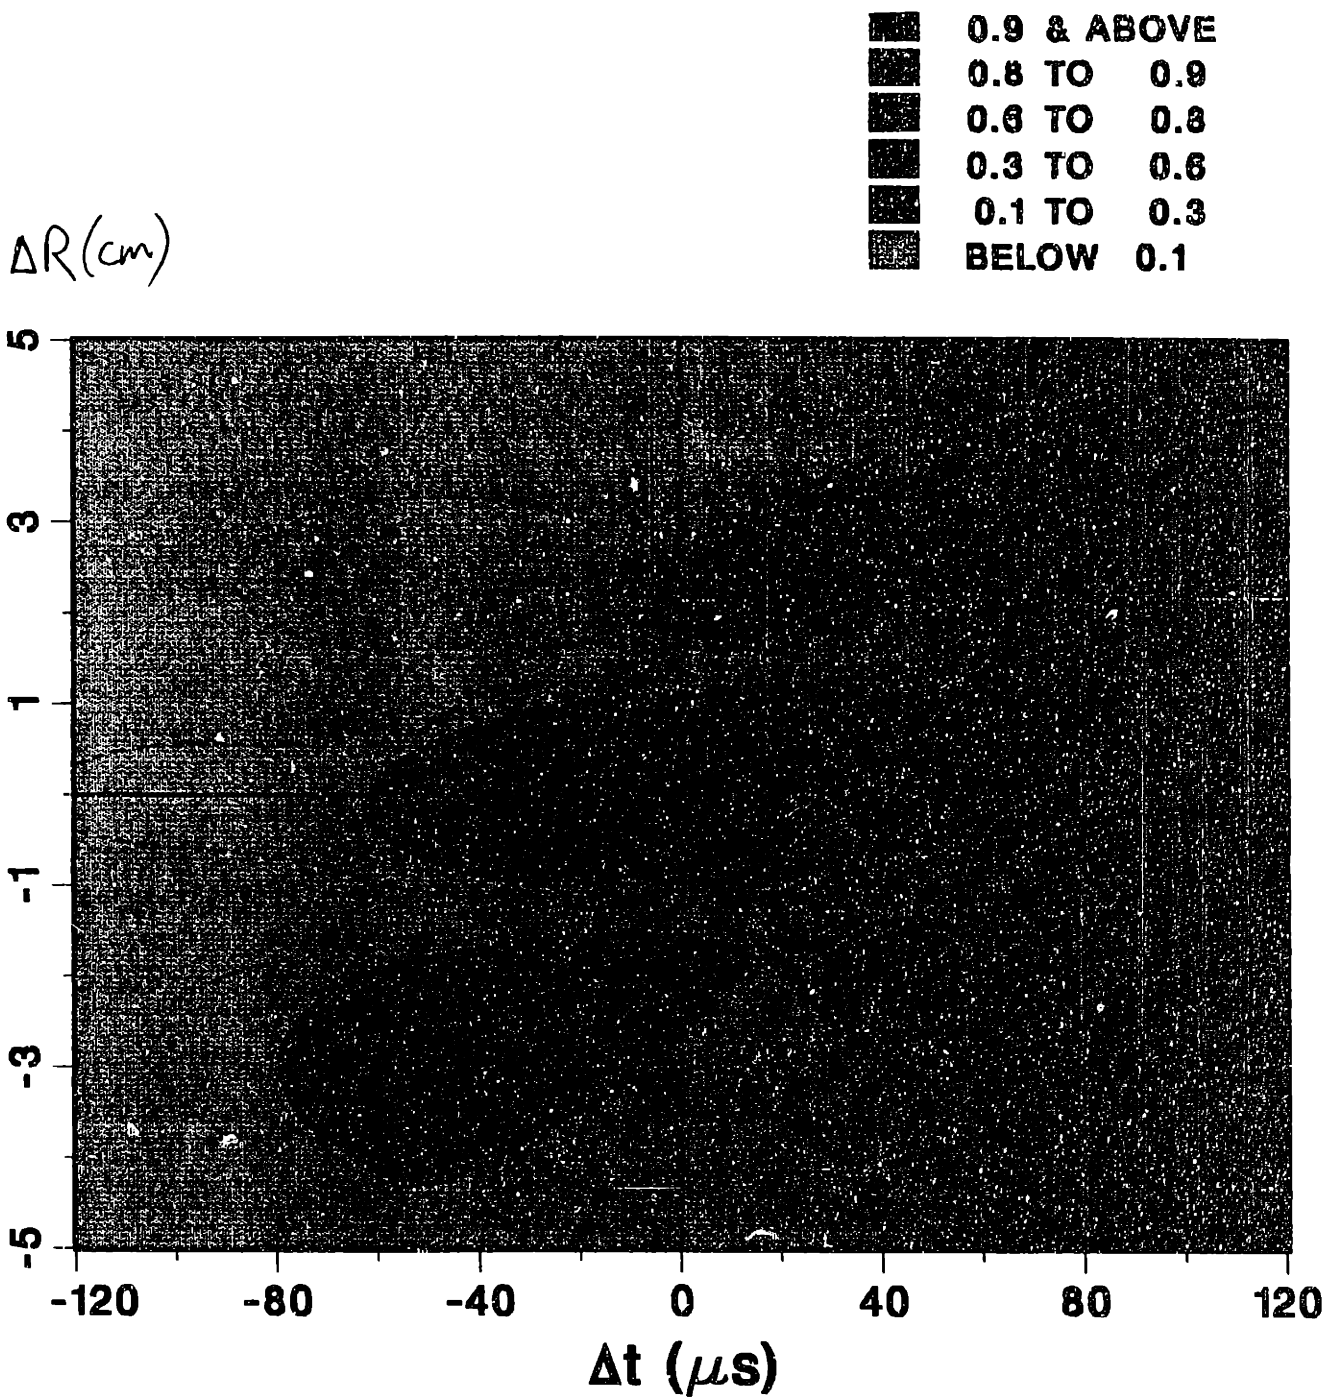 0.9 & ABOVE
0.8 TO 0.9
0.6 TO 0.8
0.3 TO 0.6
0.1 TO 0.3
BELOW 0.1
ΔR (cm)
5
3
1
-1
-3
-5
-120 -80 -40 0 40 80 120
Δt (μs)